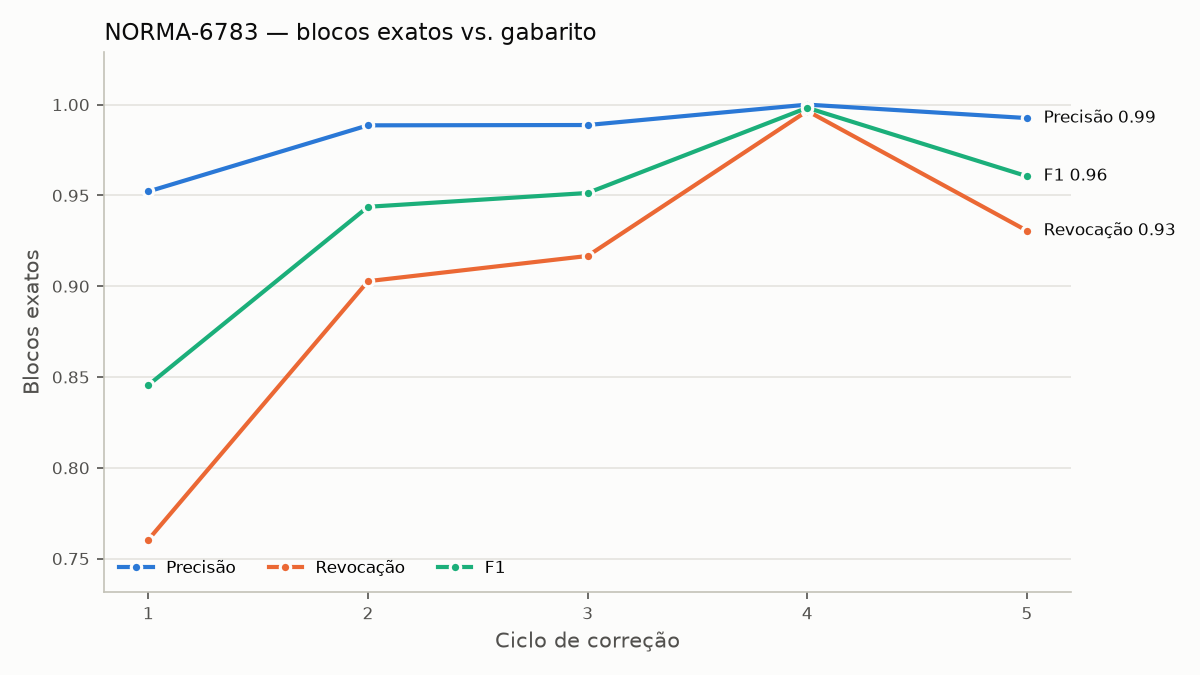 NORMA-6783 — blocos exatos vs. gabarito
Blocos exatos
1.00
0.95
0.90
0.85
0.80
0.75
Precisão 0.99
F1 0.96
Revocação 0.93
Precisão
Revocação
F1
1
2
3
4
5
Ciclo de correção